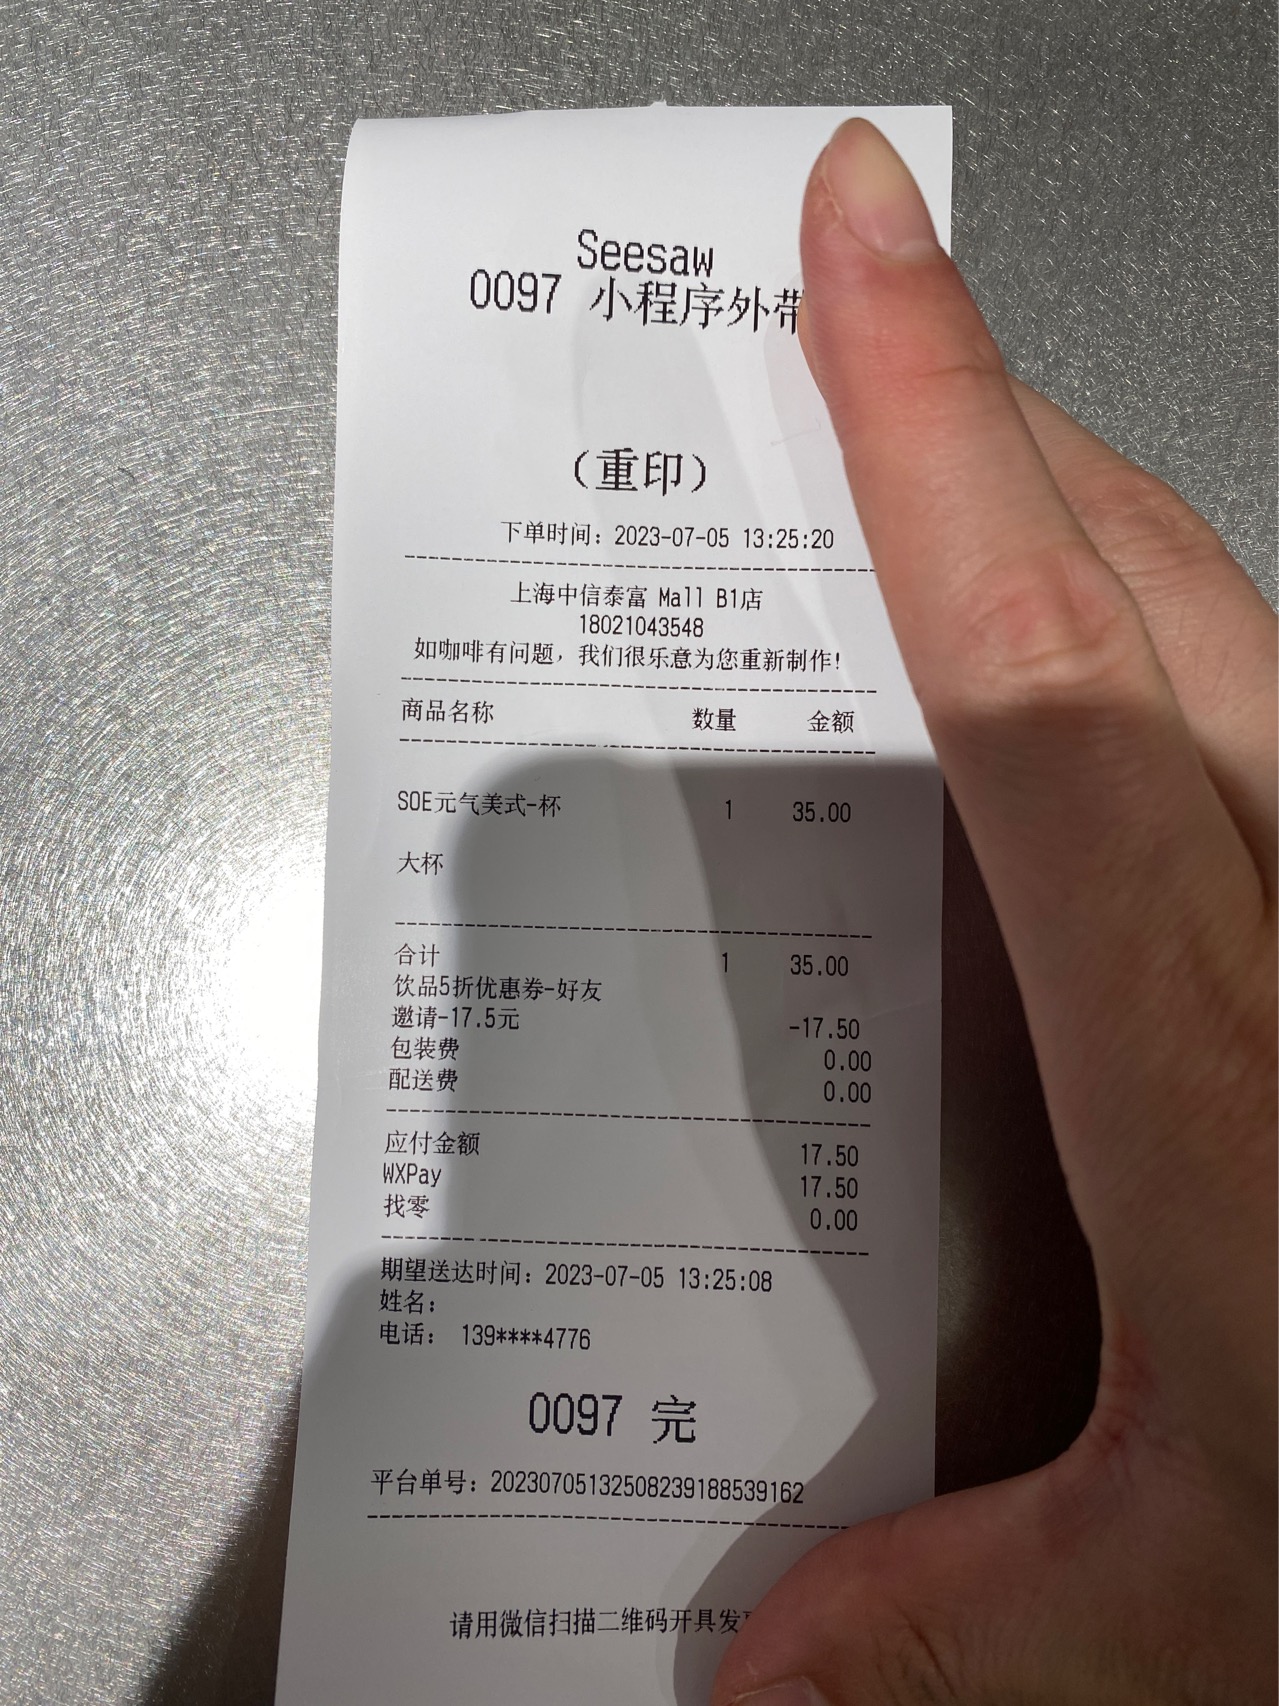 Seesaw
0097 小程序外带
(重印)
下单时间：2023-07-05 13:25:20
上海中信泰富 Mall B1店
18021043548
如咖啡有问题，我们很乐意为您重新制作！
商品名称 数量 金额
SOE元气美式-杯 1 35.00
大杯
合计 1 35.00
饮品5折优惠券-好友
邀请-17.5元 -17.50
包装费 0.00
配送费 0.00
应付金额 17.50
WXPay 17.50
找零 0.00
期望送达时间：2023-07-05 13:25:08
姓名：
电话： 139****4776
0097 完
平台单号：20230705132508239188539162
请用微信扫描二维码开具发